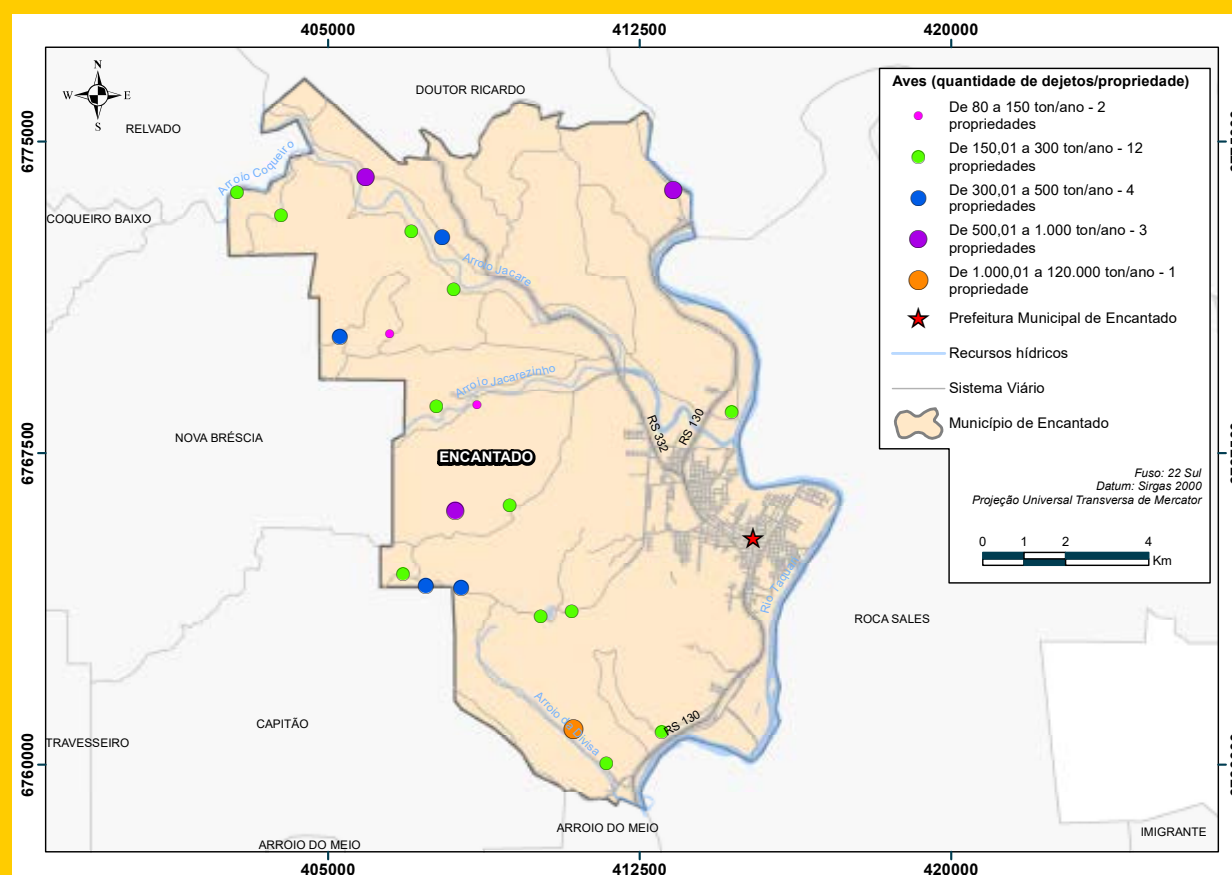 405000
412500
420000
N
W
E
S
DOUTOR RICARDO
RELVADO
6775000
Arroio Coqueiro
COQUEIRO BAIXO
Arroio Jacaré
Arroio Jacarezinho
NOVA BRÉSCIA
RS 332
RS 130
6767500
ENCANTADO
Rio Taquari
ROCA SALES
CAPITÃO
Arroio da Divisa
RS 130
TRAVESSEIRO
6760000
ARROIO DO MEIO
ARROIO DO MEIO
IMIGRANTE
405000
412500
420000
Aves (quantidade de dejetos/propriedade)
De 80 a 150 ton/ano - 2
propriedades
De 150,01 a 300 ton/ano - 12
propriedades
De 300,01 a 500 ton/ano - 4
propriedades
De 500,01 a 1.000 ton/ano - 3
propriedades
De 1.000,01 a 120.000 ton/ano - 1
propriedade
Prefeitura Municipal de Encantado
Recursos hídricos
Sistema Viário
Município de Encantado
Fuso: 22 Sul
Datum: Sirgas 2000
Projeção Universal Transversa de Mercator
0 1 2 4
Km